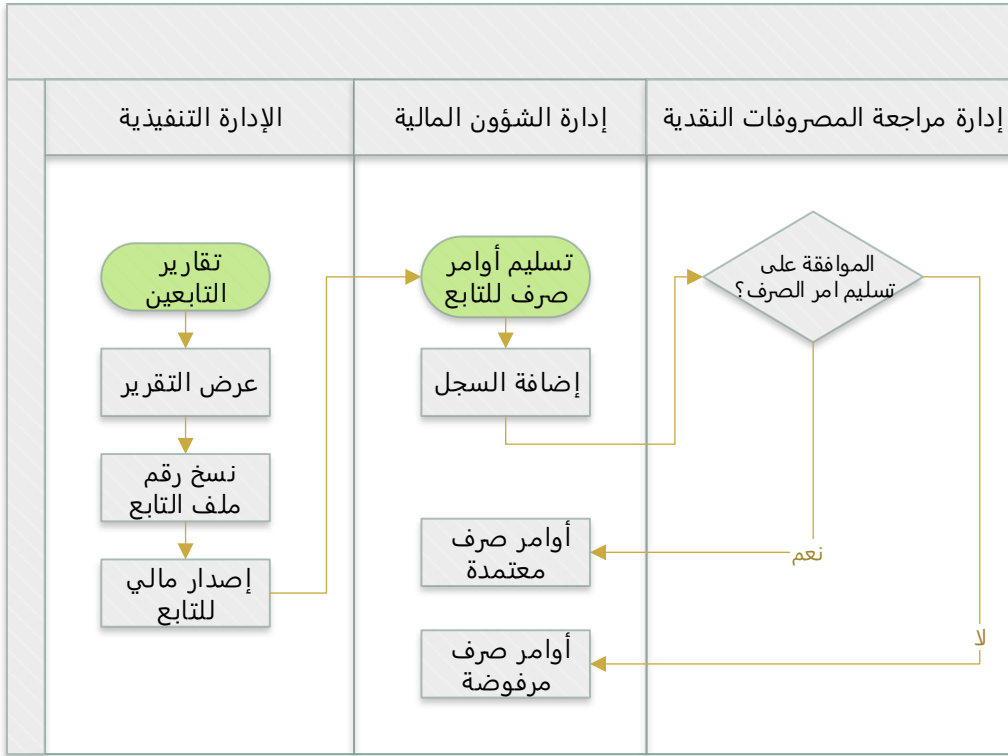 الإدارة التنفيذية
إدارة الشؤون المالية
إدارة مراجعة المصروفات النقدية
تقارير
التابعين
عرض التقرير
نسخ رقم
ملف التابع
إصدار مالي
للتابع
تسليم أوامر
صرف للتابع
إضافة السجل
الموافقة على
تسليم امر الصرف؟
نعم
لا
أوامر صرف
معتمدة
أوامر صرف
مرفوضة